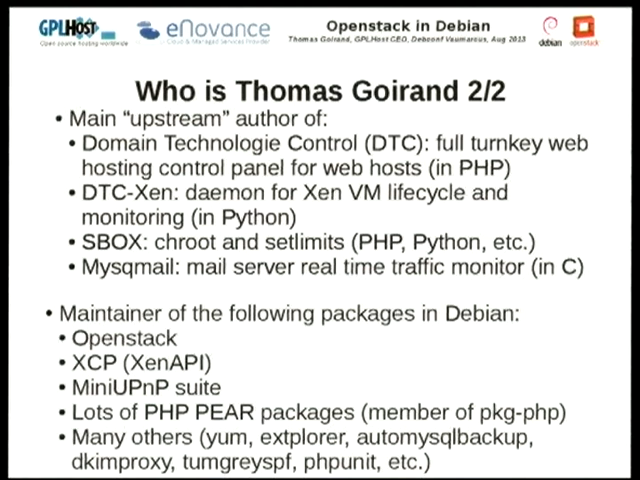 GPLHost
Open source hosting worldwide
eNovance
Cloud & Managed Services Provider
Openstack in Debian
Thomas Goirand, GPLHost CEO, Debconf Vaumarcus, Aug 2013
debian
openstack
Who is Thomas Goirand 2/2
• Main “upstream” author of:
• Domain Technologie Control (DTC): full turnkey web
hosting control panel for web hosts (in PHP)
• DTC-Xen: daemon for Xen VM lifecycle and
monitoring (in Python)
• SBOX: chroot and setlimits (PHP, Python, etc.)
• Mysqmail: mail server real time traffic monitor (in C)
• Maintainer of the following packages in Debian:
• Openstack
• XCP (XenAPI)
• MiniUPnP suite
• Lots of PHP PEAR packages (member of pkg-php)
• Many others (yum, extplorer, automysqlbackup,
dkimproxy, tumgreyspf, phpunit, etc.)